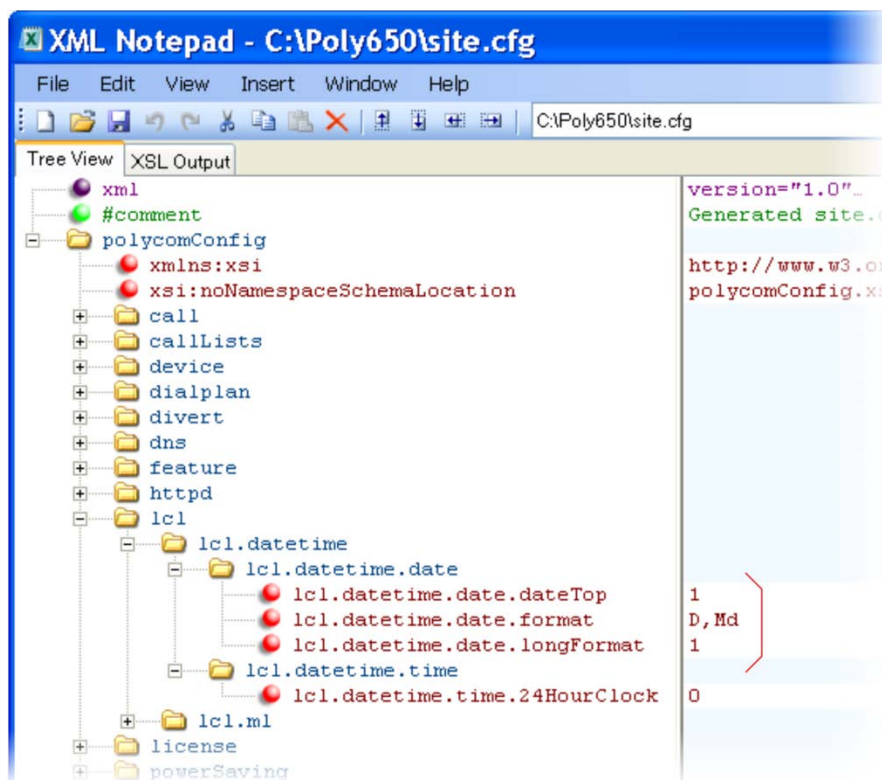 XML Notepad - C:\Poly650\site.cfg
File Edit View Insert Window Help
C:\Poly650\site.cfg
Tree View XSL Output
xml version="1.0"…
#comment Generated site.
polycomConfig
xmlns:xsi http://www.w3.o
xsi:noNamespaceSchemaLocation polycomConfig.x
call
callLists
device
dialplan
divert
dns
feature
httpd
lcl
lcl.datetime
lcl.datetime.date
lcl.datetime.date.dateTop 1
lcl.datetime.date.format D,Md
lcl.datetime.date.longFormat 1
lcl.datetime.time
lcl.datetime.time.24HourClock 0
lcl.ml
license
powerSaving